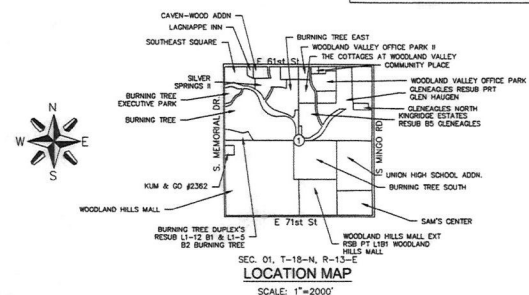 CAVEN-WOOD ADDN
LAGNIAPPE INN
SOUTHEAST SQUARE
E 61st St
BURNING TREE EAST
WOODLAND VALLEY OFFICE PARK II
THE COTTAGES AT WOODLAND VALLEY
COMMUNITY PLACE
SILVER
SPRINGS II
BURNING TREE
EXECUTIVE PARK
BURNING TREE
S. MEMORIAL DR.
WOODLAND VALLEY OFFICE PARK
GLENEAGLES RESUB PRT
GLEN HAUGEN
GLENEAGLES NORTH
KINGRIDGE ESTATES
RESUB B5 GLENEAGLES
S MINGO RD
N
W
E
S
1
KUM & GO #2362
WOODLAND HILLS MALL
UNION HIGH SCHOOL ADDN.
BURNING TREE SOUTH
E 71st St
SAM'S CENTER
BURNING TREE DUPLEX'S
RESUB L1-12 B1 & L1-5
B2 BURNING TREE
WOODLAND HILLS MALL EXT
RSB PT L1B1 WOODLAND
HILLS MALL
SEC. 01, T-18-N, R-13-E
LOCATION MAP
SCALE: 1"=2000'